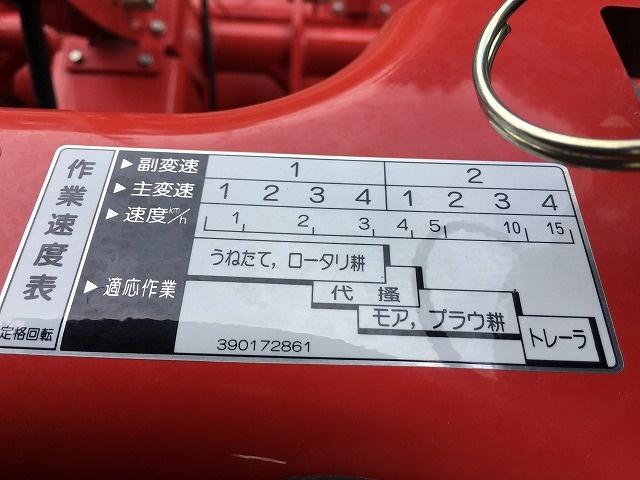 作業速度表
定格回転
▶副変速 1 2
▶主変速 1 2 3 4 1 2 3 4
▶速度km/h 1 2 3 4 5 10 15
▶適応作業
うねたて,ロータリ耕
代掻
モア,プラウ耕
トレーラ
390172861